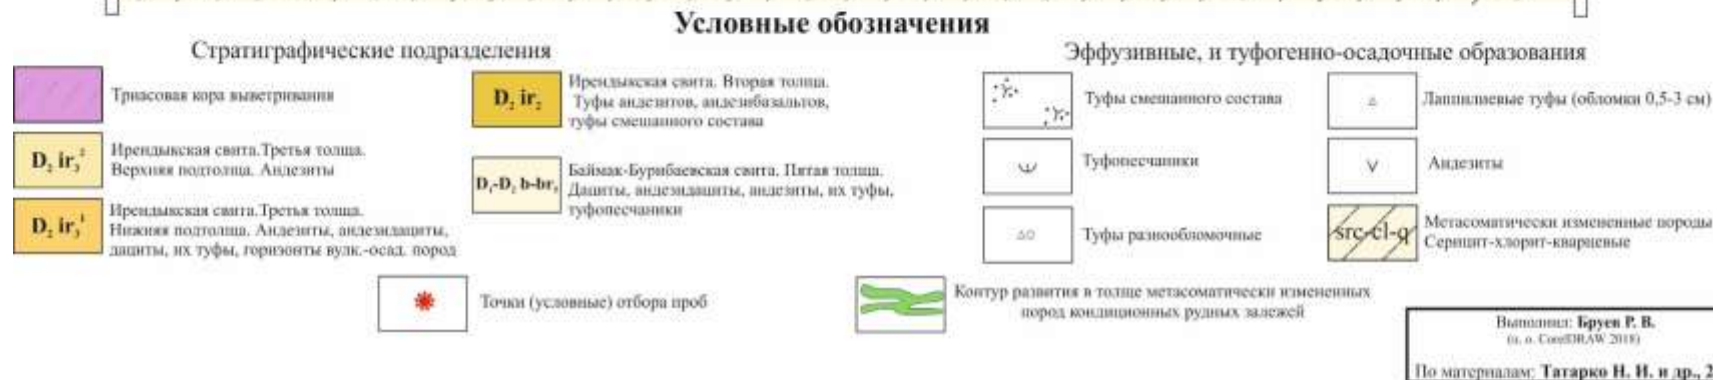 Условные обозначения
Стратиграфические подразделения
Триасовая кора выветривания
D₂ ir₃²
Ирендыкская свита.Третья толща.
Верхняя подтолща. Андезиты
D₂ ir₃¹
Ирендыкская свита.Третья толща.
Нижняя подтолща. Андезиты, андезидациты,
дациты, их туфы, горизонты вулк.-осад. пород
D₂ ir₂
Ирендыкская свита. Вторая толща.
Туфы андезитов, андезибазальтов,
туфы смешанного состава
D₁-D₂ b-br₅
Баймак-Бурибаевская свита. Пятая толща.
Дациты, андезидациты, андезиты, их туфы,
туфопесчаники
Эффузивные, и туфогенно-осадочные образования
Туфы смешанного состава
Туфопесчаники
Туфы разнообломочные
Лапилиевые туфы (обломки 0,5-3 см)
V
Андезиты
src-cl-q
Метасоматически измененные породы
Серицит-хлорит-кварцевые
Точки (условные) отбора проб
Контур развития в толще метасоматически измененных
пород кондиционных рудных залежей
Выполнил: Бруев Р. В.
(п. о. CorelDRAW 2018)
По материалам: Татарко Н. И. и др., 2